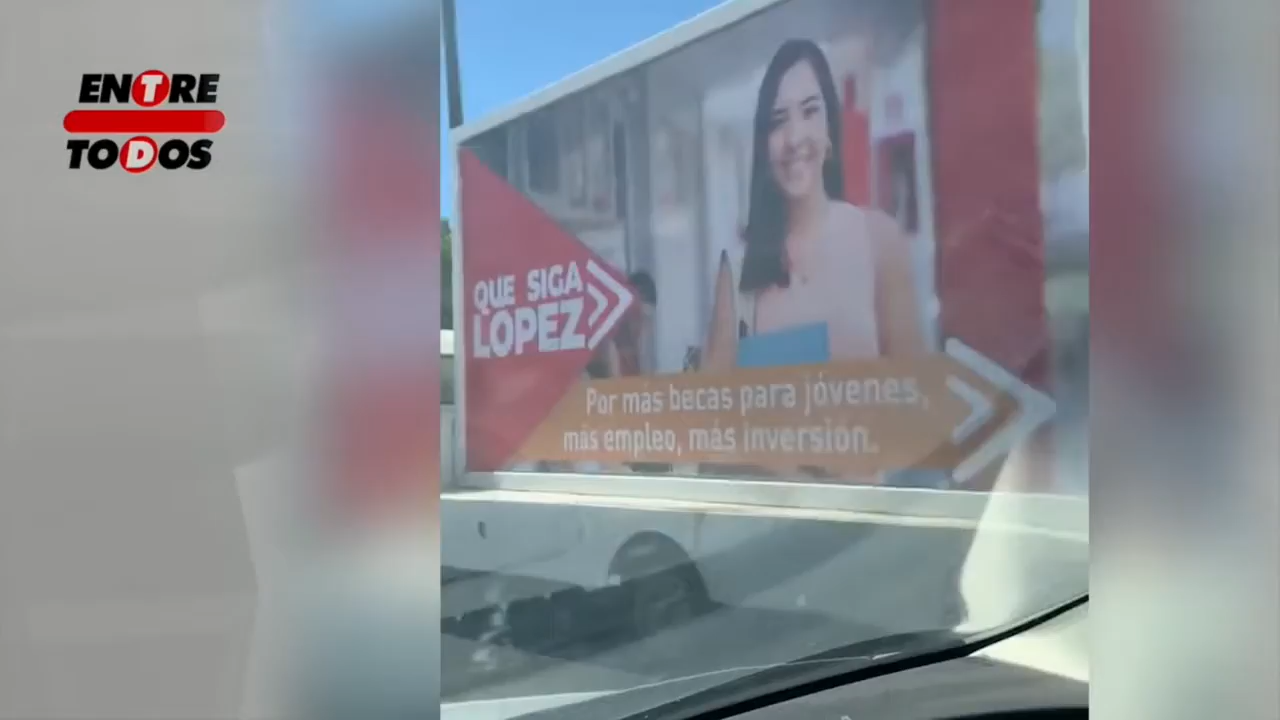 ENTRE
TODOS
QUE SIGA
LOPEZ
Por más becas para jóvenes,
más empleo, más inversión.